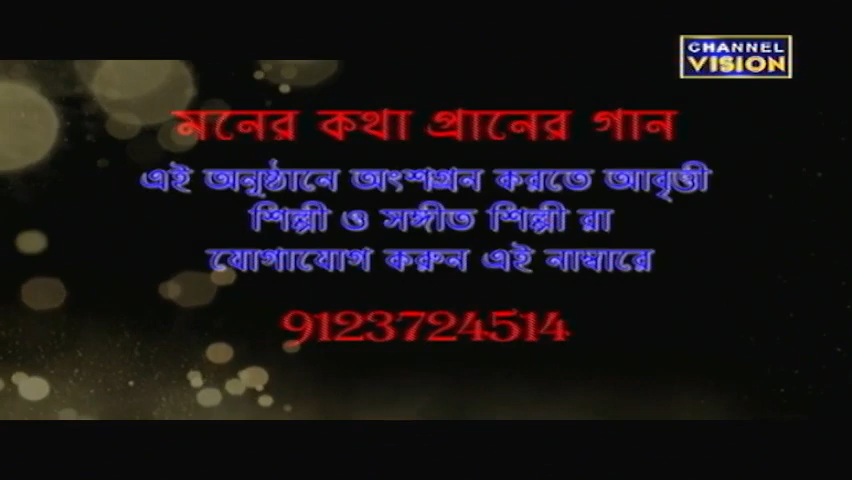 CHANNEL
VISION
মনের কথা প্রানের গান
এই অনুষ্ঠানে অংশগ্রন করতে আবৃত্তী
শিল্পী ও সঙ্গীত শিল্পী রা
যোগাযোগ করুন এই নাম্বারে
9123724514